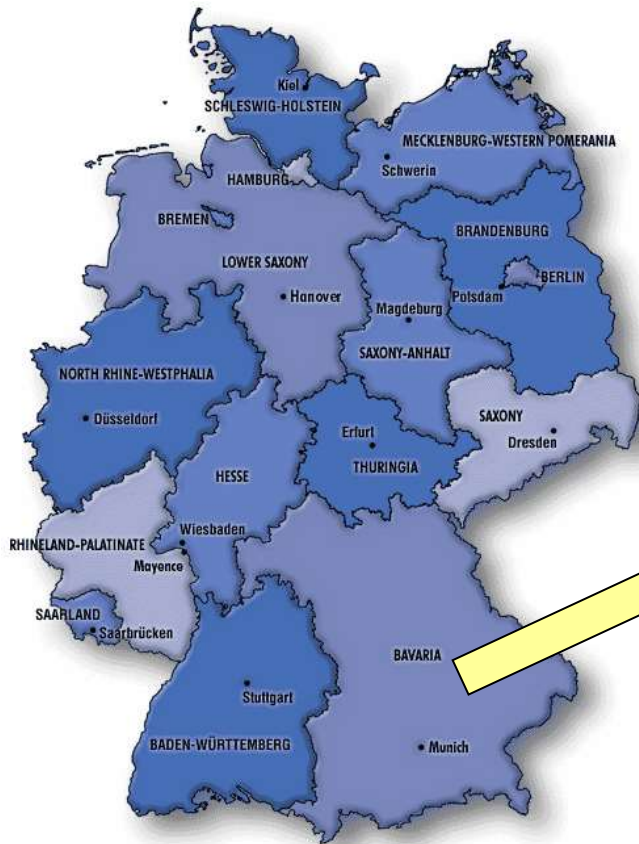 Kiel
SCHLESWIG-HOLSTEIN
MECKLENBURG-WESTERN POMERANIA
Schwerin
HAMBURG
BREMEN
BRANDENBURG
LOWER SAXONY
BERLIN
Potsdam
Hanover
Magdeburg
SAXONY-ANHALT
NORTH RHINE-WESTPHALIA
Düsseldorf
SAXONY
Dresden
Erfurt
THURINGIA
HESSE
Wiesbaden
RHINELAND-PALATINATE
Mayence
SAARLAND
Saarbrücken
BAVARIA
Stuttgart
BADEN-WÜRTTEMBERG
Munich